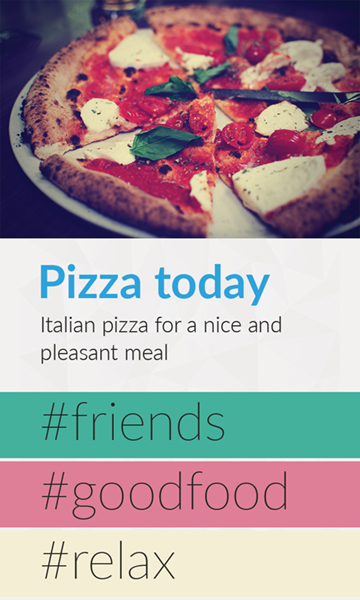 Pizza today
Italian pizza for a nice and
pleasant meal
#friends
#goodfood
#relax